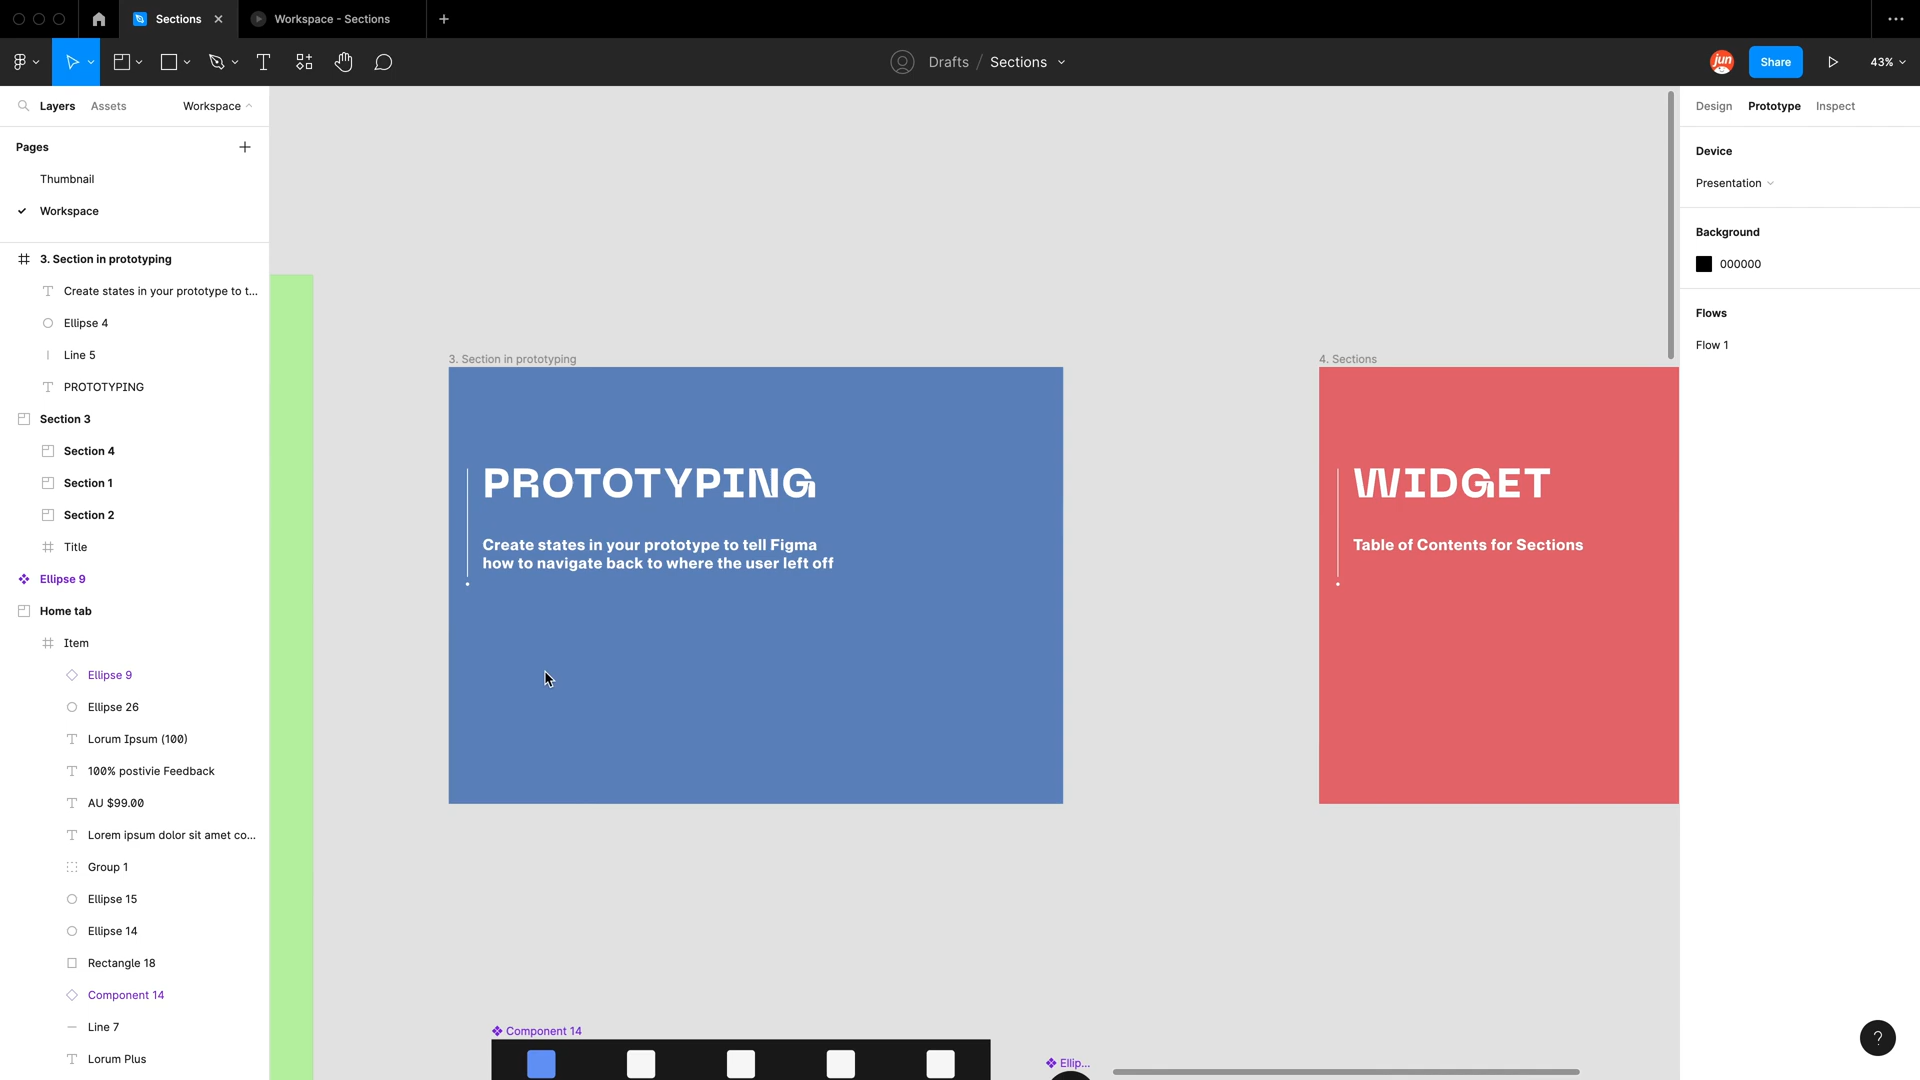 Sections
Workspace - Sections
Drafts / Sections
jun
Share
43%
Layers
Assets
Workspace
Pages
Thumbnail
Workspace
3. Section in prototyping
Create states in your prototype to t...
Ellipse 4
Line 5
PROTOTYPING
Section 3
Section 4
Section 1
Section 2
Title
Ellipse 9
Home tab
Item
Ellipse 9
Ellipse 26
Lorum Ipsum (100)
100% postivie Feedback
AU $99.00
Lorem ipsum dolor sit amet co...
Group 1
Ellipse 15
Ellipse 14
Rectangle 18
Component 14
Line 7
Lorum Plus
3. Section in prototyping
PROTOTYPING
Create states in your prototype to tell Figma
how to navigate back to where the user left off
4. Sections
WIDGET
Table of Contents for Sections
Component 14
Ellip...
Design
Prototype
Inspect
Device
Presentation
Background
000000
Flows
Flow 1
?